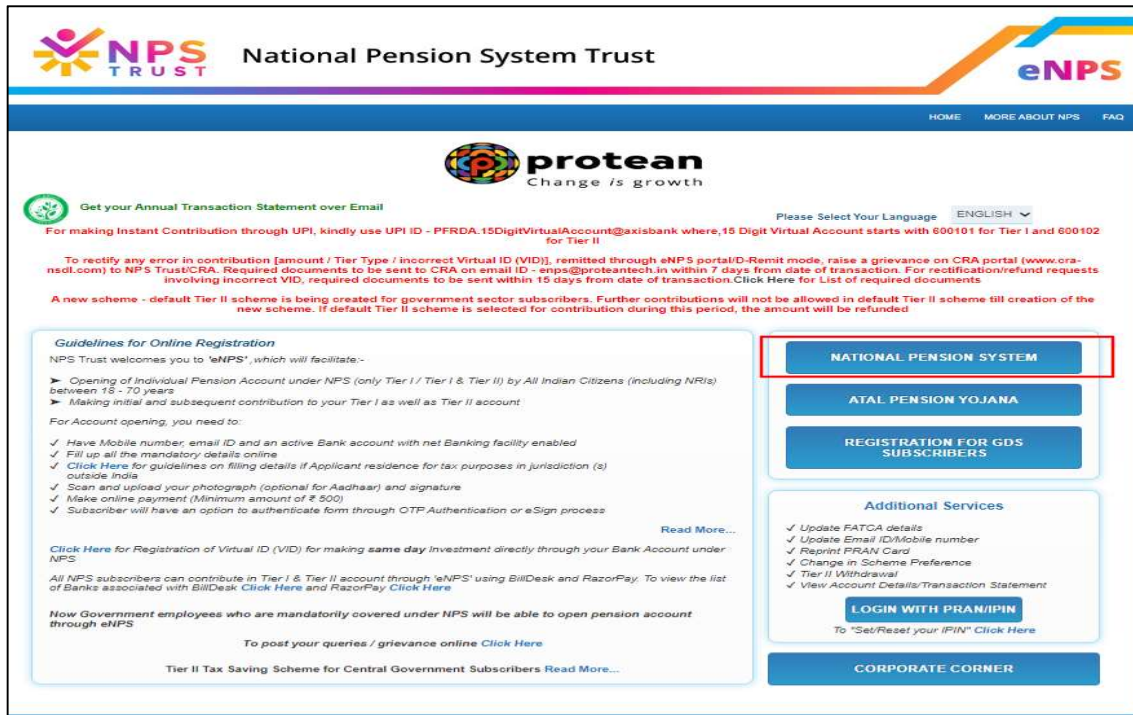 NPS
TRUST
National Pension System Trust
eNPS
HOME MORE ABOUT NPS FAQ
protean
Change is growth
Get your Annual Transaction Statement over Email
Please Select Your Language ENGLISH
For making Instant Contribution through UPI, kindly use UPI ID - PFRDA.15DigitVirtualAccount@axisbank where,15 Digit Virtual Account starts with 600101 for Tier I and 600102
for Tier II
To rectify any error in contribution [amount / Tier Type / incorrect Virtual ID (VID)], remitted through eNPS portal/D-
Remit mode, raise a grievance on CRA portal (www.cra-
nsdl.com) to NPS Trust/CRA. Required documents to be sent to CRA on email ID - enps@proteantech.in within 7 days from date of transaction. For rectification/refund requests
involving incorrect VID, required documents to be sent within 15 days from date of transaction.Click Here for List of required documents
A new scheme - default Tier II scheme is being created for government sector subscribers. Further contributions will not be allowed in default Tier II scheme till creation of the
new scheme. If default Tier II scheme is selected for contribution during this period, the amount will be refunded
Guidelines for Online Registration
NPS Trust welcomes you to 'eNPS' ,which will facilitate:-
➤ Opening of Individual Pension Account under NPS (only Tier I / Tier I & Tier II) by All Indian Citizens (including NRIs)
between 18 - 70 years
➤ Making initial and subsequent contribution to your Tier I as well as Tier II account
For Account opening, you need to:
✓ Have Mobile number, email ID and an active Bank account with net Banking facility enabled
✓ Fill up all the mandatory details online
✓ Click Here for guidelines on filling details if Applicant residence for tax purposes in jurisdiction (s)
outside India
✓ Scan and upload your photograph (optional for Aadhaar) and signature
✓ Make online payment (Minimum amount of ₹ 500)
✓ Subscriber will have an option to authenticate form through OTP Authentication or eSign process
Read More...
Click Here for Registration of Virtual ID (VID) for making same day Investment directly through your Bank Account under
NPS
All NPS subscribers can contribute in Tier I & Tier II account through 'eNPS' using BillDesk and RazorPay. To view the list
of Banks associated with BillDesk Click Here and RazorPay Click Here
Now Government employees who are mandatorily covered under NPS will be able to open pension account
through eNPS
To post your queries / grievance online Click Here
Tier II Tax Saving Scheme for Central Government Subscribers Read More...
NATIONAL PENSION SYSTEM
ATAL PENSION YOJANA
REGISTRATION FOR GDS
SUBSCRIBERS
Additional Services
✓ Update FATCA details
✓ Update Email ID/Mobile number
✓ Reprint PRAN Card
✓ Change in Scheme Preference
✓ Tier II Withdrawal
✓ View Account Details/Transaction Statement
LOGIN WITH PRAN/IPIN
To "Set/Reset your IPIN" Click Here
CORPORATE CORNER